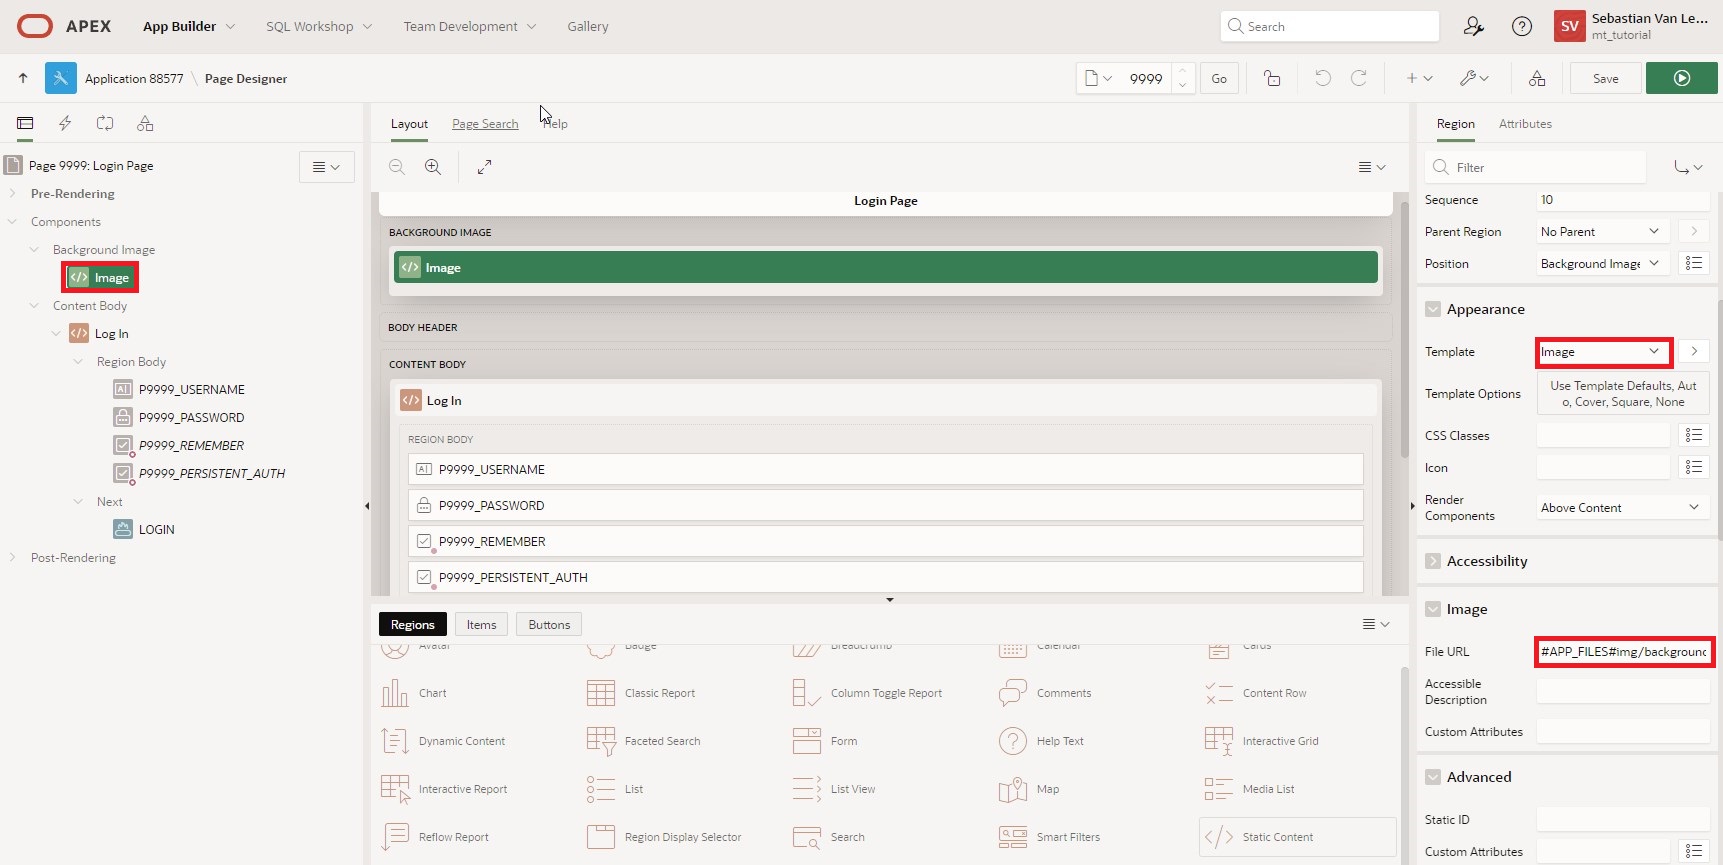 APEX App Builder SQL Workshop Team Development Gallery Search Sebastian Van Le...
SV mt_tutorial
Application 88577 \ Page Designer 9999 Go Save
Layout Page Search Help Region Attributes
Page 9999: Login Page
Filter
Pre-Rendering
Components
Background Image
Image
Content Body
Log In
Region Body
P9999_USERNAME
P9999_PASSWORD
P9999_REMEMBER
P9999_PERSISTENT_AUTH
Next
LOGIN
Post-Rendering
Login Page
BACKGROUND IMAGE
Image
BODY HEADER
CONTENT BODY
Log In
REGION BODY
P9999_USERNAME
P9999_PASSWORD
P9999_REMEMBER
P9999_PERSISTENT_AUTH
Regions Items Buttons
Avatar Badge Breadcrumb Calendar Cards
Chart Classic Report Column Toggle Report Comments Content Row
Dynamic Content Faceted Search Form Help Text Interactive Grid
Interactive Report List List View Map Media List
Reflow Report Region Display Selector Search Smart Filters Static Content
Sequence 10
Parent Region No Parent
Position Background Image
Appearance
Template Image
Template Options Use Template Defaults, Aut
o, Cover, Square, None
CSS Classes
Icon
Render
Components Above Content
Accessibility
Image
File URL #APP_FILES#img/background
Accessible
Description
Custom Attributes
Advanced
Static ID
Custom Attributes